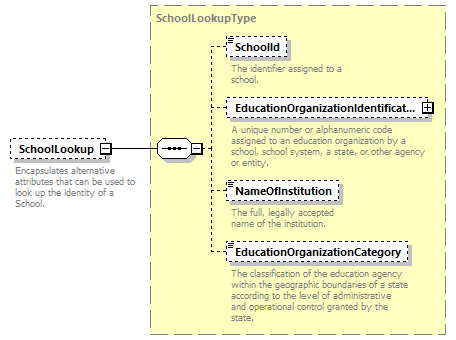 SchoolLookupType
SchoolLookup
Encapsulates alternative
attributes that can be used to
look up the identity of a
School.
SchoolId
The identifier assigned to a
school.
EducationOrganizationIdentificat...
A unique number or alphanumeric code
assigned to an education organization by a
school, school system, a state, or other agency
or entity.
NameOfInstitution
The full, legally accepted
name of the institution.
EducationOrganizationCategory
The classification of the education agency
within the geographic boundaries of a state
according to the level of administrative
and operational control granted by the
state.